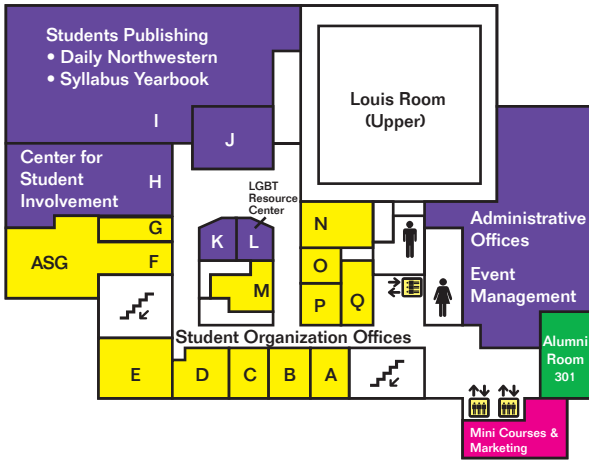 Students Publishing
• Daily Northwestern
• Syllabus Yearbook
I
J
Louis Room
(Upper)
Center for
Student
Involvement
H
LGBT
Resource
Center
K
L
G
ASG
F
M
N
O
P
Q
Administrative
Offices
Event
Management
Student Organization Offices
E
D
C
B
A
Alumni
Room
301
Mini Courses &
Marketing